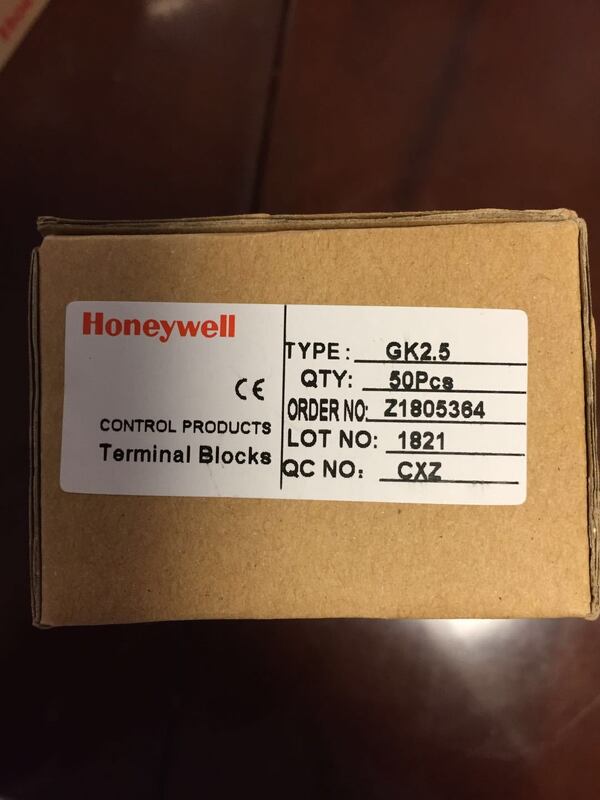 Honeywell
CE
CONTROL PRODUCTS
Terminal Blocks
TYPE: GK2.5
QTY: 50Pcs
ORDER NO: Z1805364
LOT NO: 1821
QC NO: CXZ